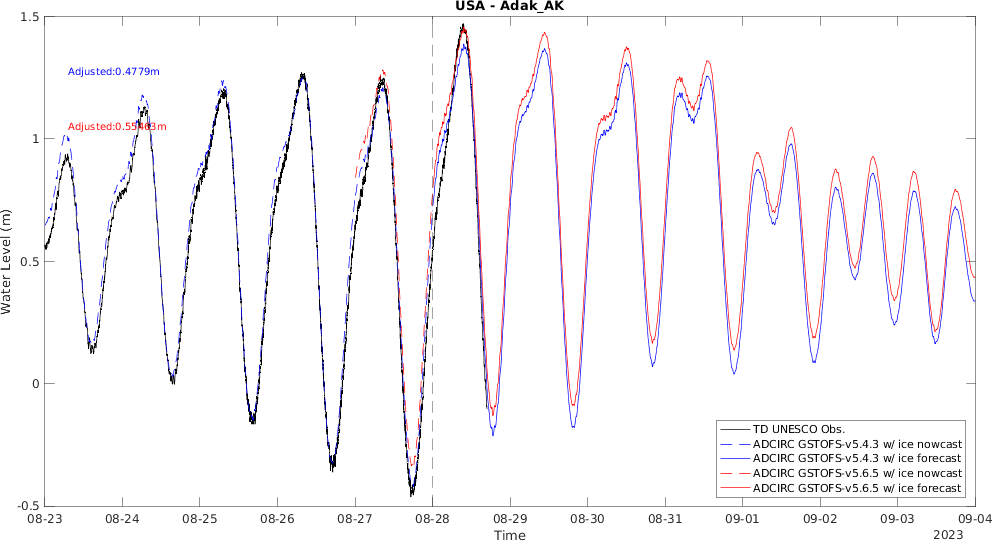 USA - Adak_AK
1.5
1
0.5
0
-0.5
Water Level (m)
Adjusted:0.4779m
Adjusted:0.55463m
TD UNESCO Obs.
ADCIRC GSTOFS-v5.4.3 w/ ice nowcast
ADCIRC GSTOFS-v5.4.3 w/ ice forecast
ADCIRC GSTOFS-v5.6.5 w/ ice nowcast
ADCIRC GSTOFS-v5.6.5 w/ ice forecast
08-23 08-24 08-25 08-26 08-27 08-28 08-29 08-30 08-31 09-01 09-02 09-03 09-04
Time
2023